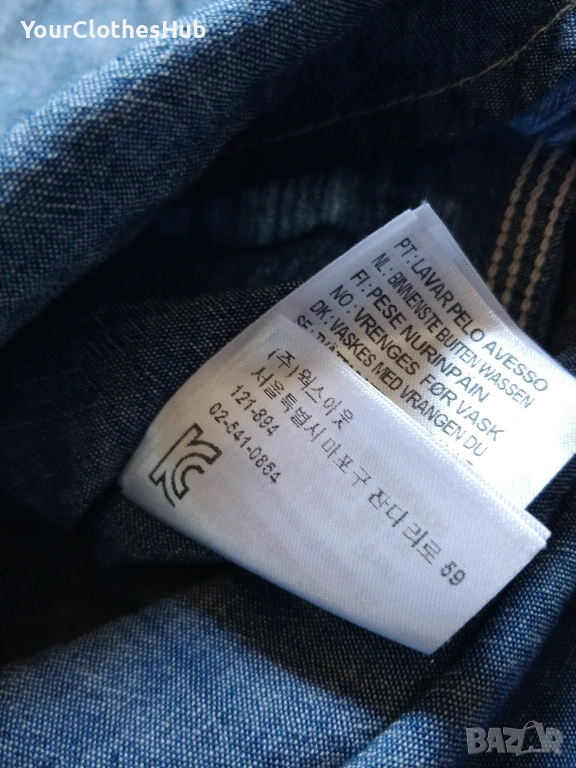 YourClothesHub
PT : LAVAR PELO AVESSO
NL : BINNENSTE BUITEN WASSEN
FI : PESE NURINPAIN
NO : VRENGES FØR VASK
DK : VASKES MED VRANGEN DU
SE :
(주)웍스아웃
서울특별시 마포구 잔다리로 59
121-894
02-541-0854
BAZAR